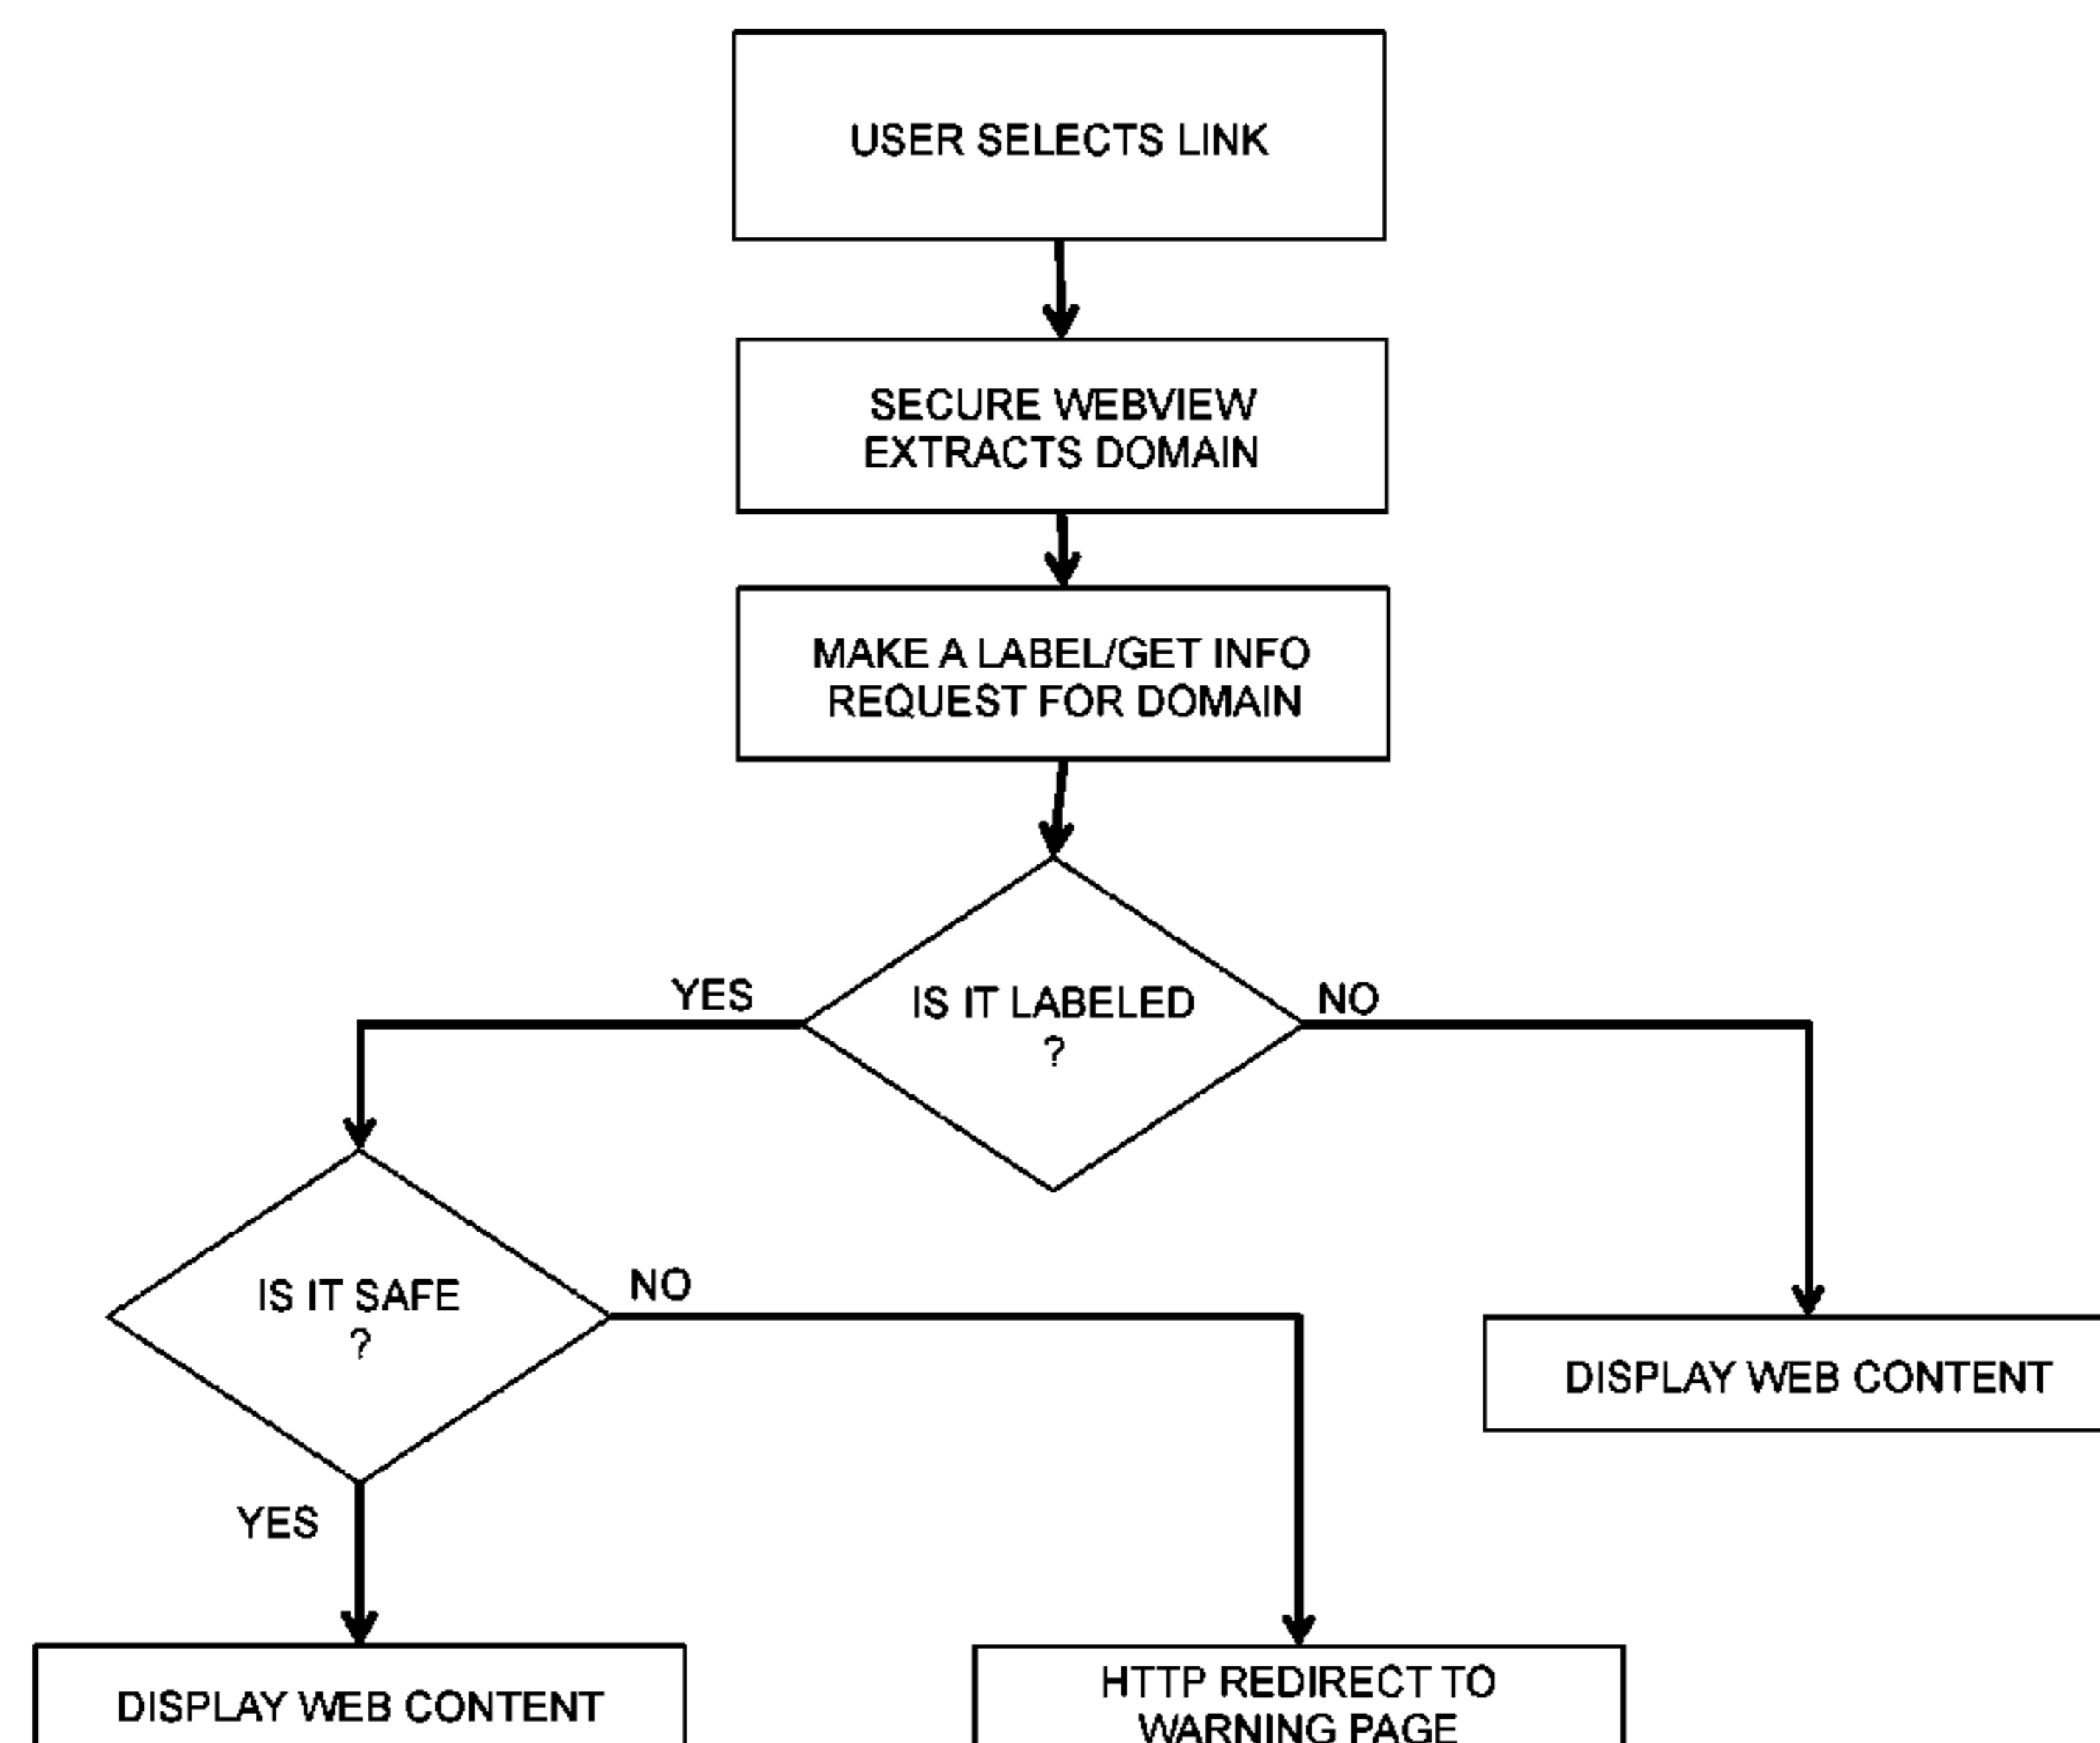 USER SELECTS LINK
SECURE WEBVIEW
EXTRACTS DOMAIN
MAKE A LABEL/GET INFO
REQUEST FOR DOMAIN
YES
IS IT LABELED
?
NO
IS IT SAFE
?
NO
DISPLAY WEB CONTENT
YES
DISPLAY WEB CONTENT
HTTP REDIRECT TO
WARNING PAGE